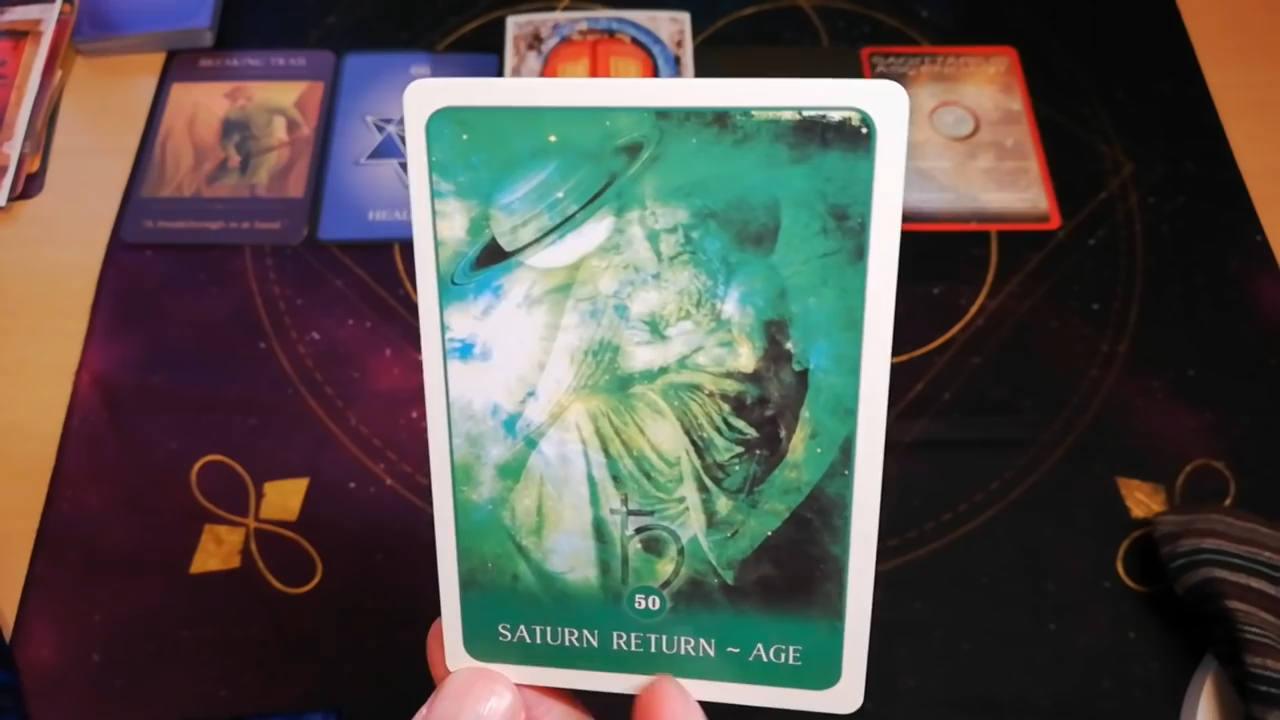 BREAKING TRAIL
"A breakthrough is at hand."
HEAL
50
SATURN RETURN ~ AGE